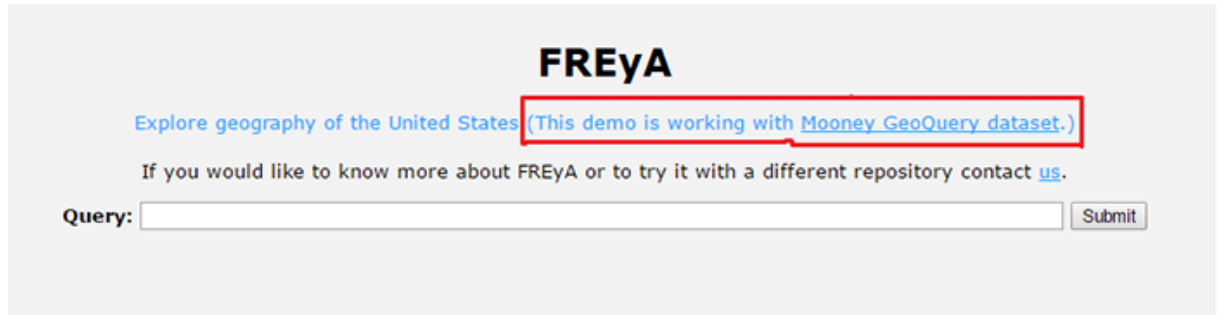 FREyA
Explore geography of the United States (This demo is working with Mooney GeoQuery dataset.)
If you would like to know more about FREyA or to try it with a different repository contact us.
Query: Submit